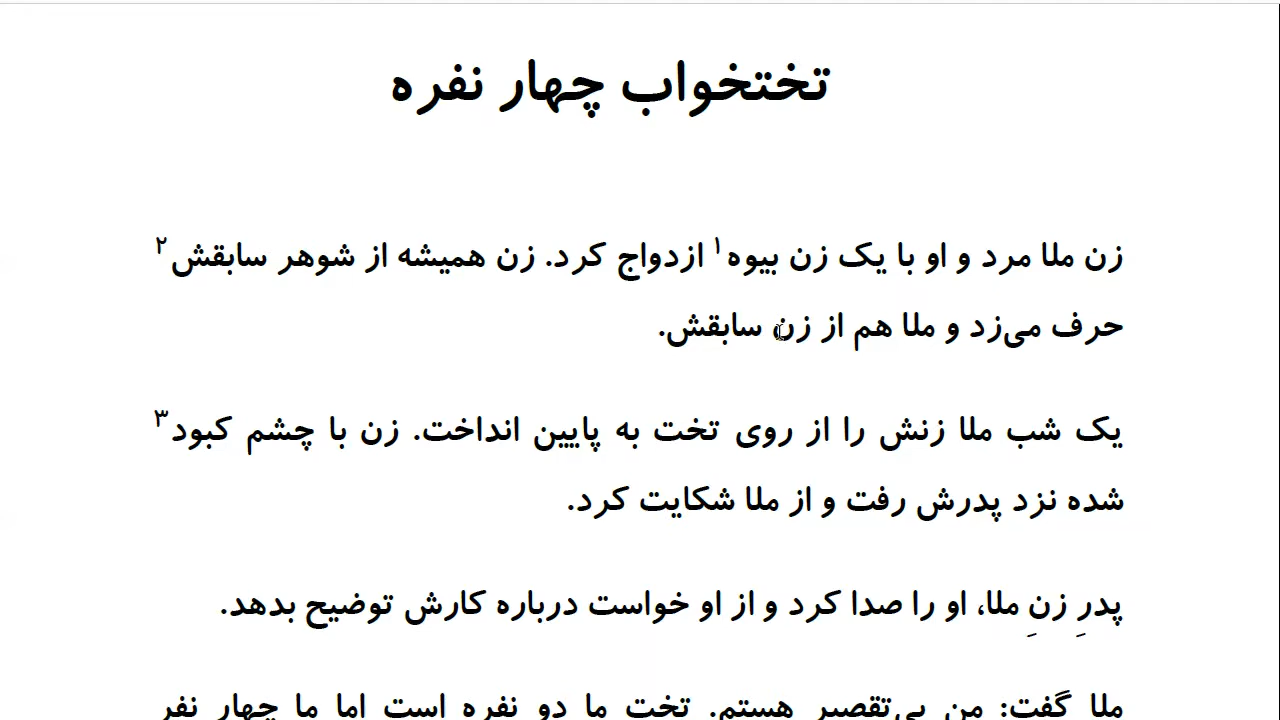 تختخواب چهار نفره
زن ملا مرد و او با یک زن بیوه۱ ازدواج کرد. زن همیشه از شوهر سابقش۲
حرف می‌زد و ملا هم از زن سابقش.
یک شب ملا زنش را از روی تخت به پایین انداخت. زن با چشم کبود۳
شده نزد پدرش رفت و از ملا شکایت کرد.
پدرِ زنِ ملا، او را صدا کرد و از او خواست درباره کارش توضیح بدهد.
ملا گفت: من بی‌تقصیر هستم. تخت ما دو نفره است اما ما چهار نفر